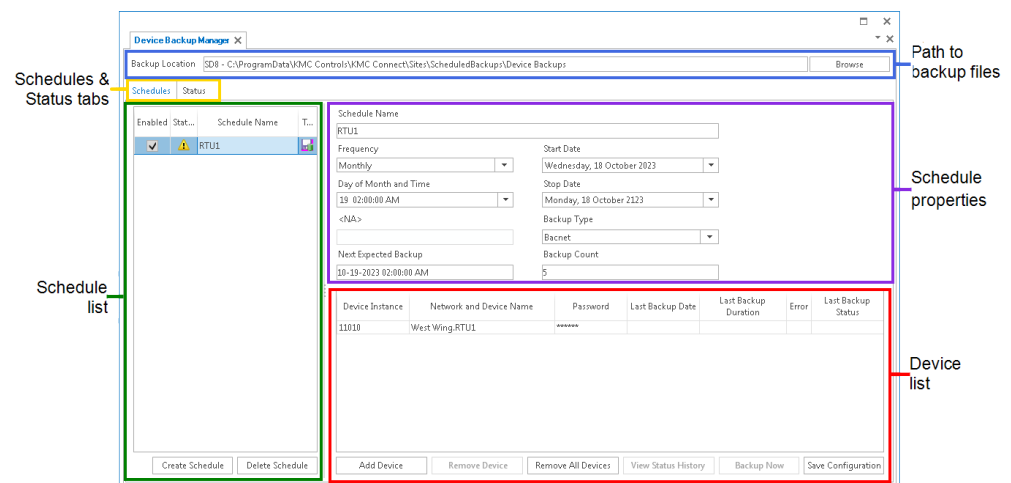 Device Backup Manager
Path to
backup files
Backup Location SD8 - C:\ProgramData\KMC Controls\KMC Connect\Sites\ScheduledBackups\Device Backups Browse
Schedules &
Status tabs
Schedules Status
Enabled Stat... Schedule Name T...
RTU1
Schedule Name
RTU1
Frequency Start Date
Monthly Wednesday, 18 October 2023
Day of Month and Time Stop Date
19 02:00:00 AM Monday, 18 October 2123
<NA> Backup Type
Bacnet
Next Expected Backup Backup Count
10-19-2023 02:00:00 AM 5
Schedule
properties
Schedule
list
Device Instance Network and Device Name Password Last Backup Date Last Backup Duration Error Last Backup Status
11010 West Wing.RTU1 ******
Device
list
Create Schedule Delete Schedule Add Device Remove Device Remove All Devices View Status History Backup Now Save Configuration